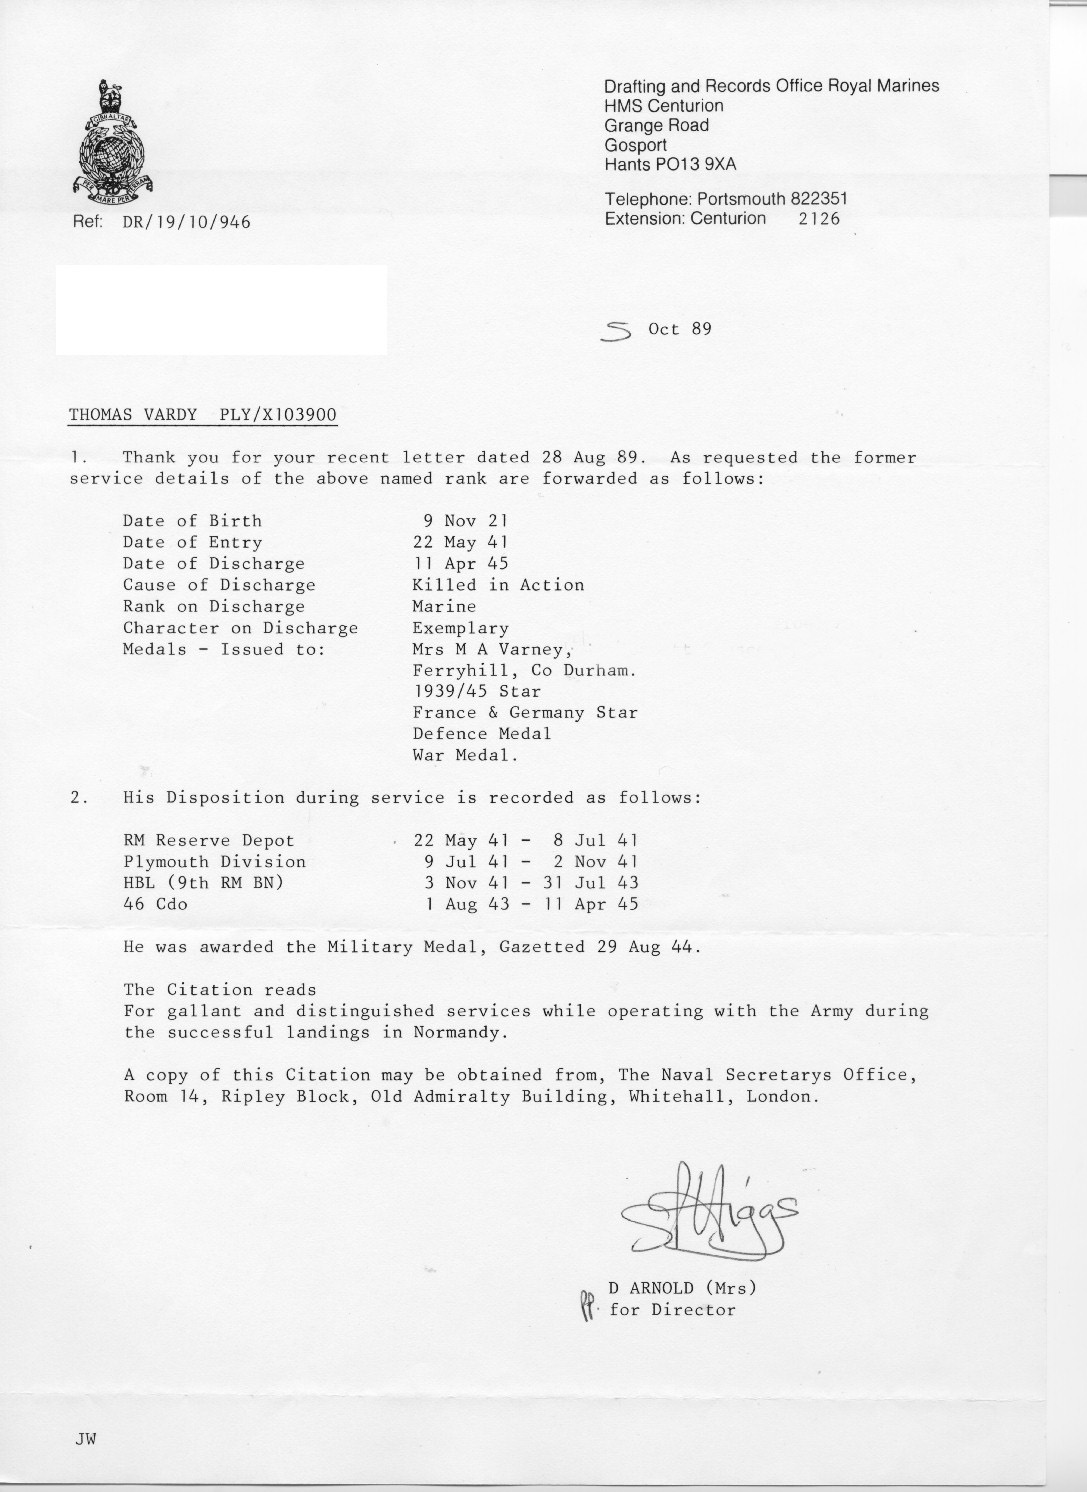 GIBRALTAR
PER MARE PER TERRAM
Drafting and Records Office Royal Marines
HMS Centurion
Grange Road
Gosport
Hants PO13 9XA
Telephone: Portsmouth 822351
Extension: Centurion 2126
Ref: DR/19/10/946
5 Oct 89
THOMAS VARDY PLY/X103900
1. Thank you for your recent letter dated 28 Aug 89. As requested the former
service details of the above named rank are forwarded as follows:
Date of Birth 9 Nov 21
Date of Entry 22 May 41
Date of Discharge 11 Apr 45
Cause of Discharge Killed in Action
Rank on Discharge Marine
Character on Discharge Exemplary
Medals - Issued to: Mrs M A Varney,
Ferryhill, Co Durham.
1939/45 Star
France & Germany Star
Defence Medal
War Medal.
2. His Disposition during service is recorded as follows:
RM Reserve Depot 22 May 41 - 8 Jul 41
Plymouth Division 9 Jul 41 - 2 Nov 41
HBL (9th RM BN) 3 Nov 41 - 31 Jul 43
46 Cdo 1 Aug 43 - 11 Apr 45
He was awarded the Military Medal, Gazetted 29 Aug 44.
The Citation reads
For gallant and distinguished services while operating with the Army during
the successful landings in Normandy.
A copy of this Citation may be obtained from, The Naval Secretarys Office,
Room 14, Ripley Block, Old Admiralty Building, Whitehall, London.
Higgs
D ARNOLD (Mrs)
pp. for Director
JW